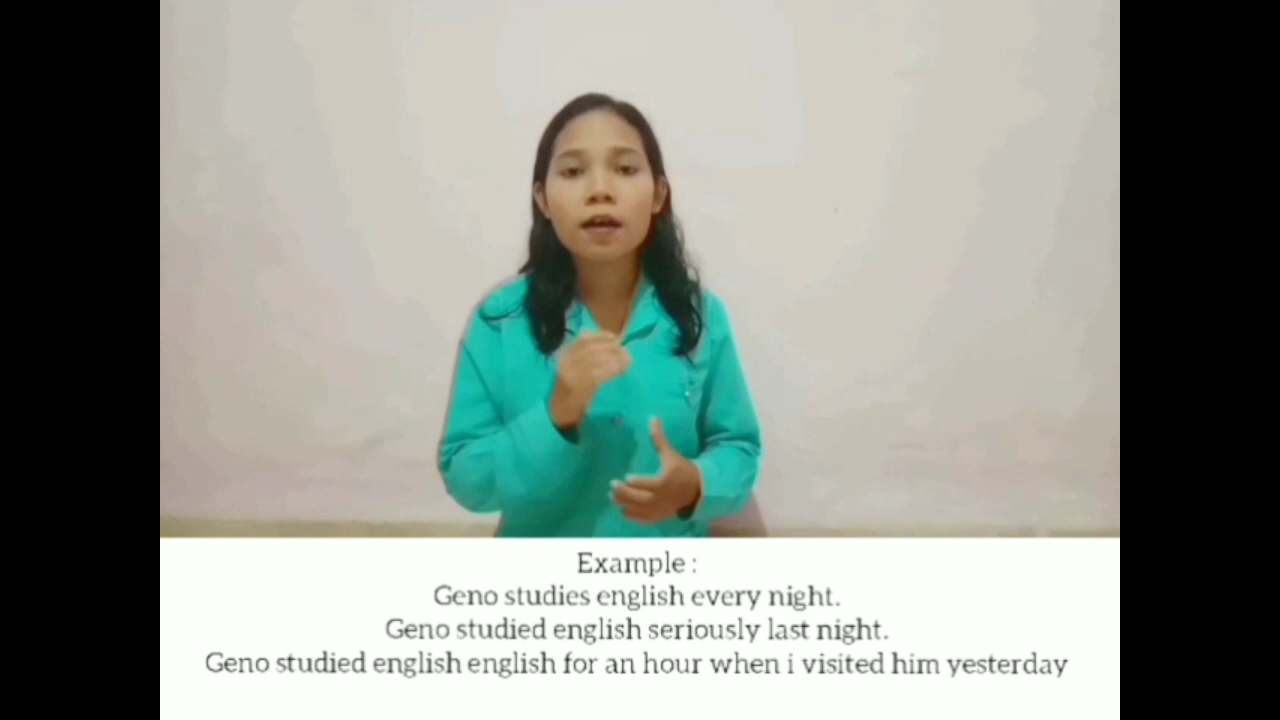 Example :
Geno studies english every night.
Geno studied english seriously last night.
Geno studied english english for an hour when i visited him yesterday